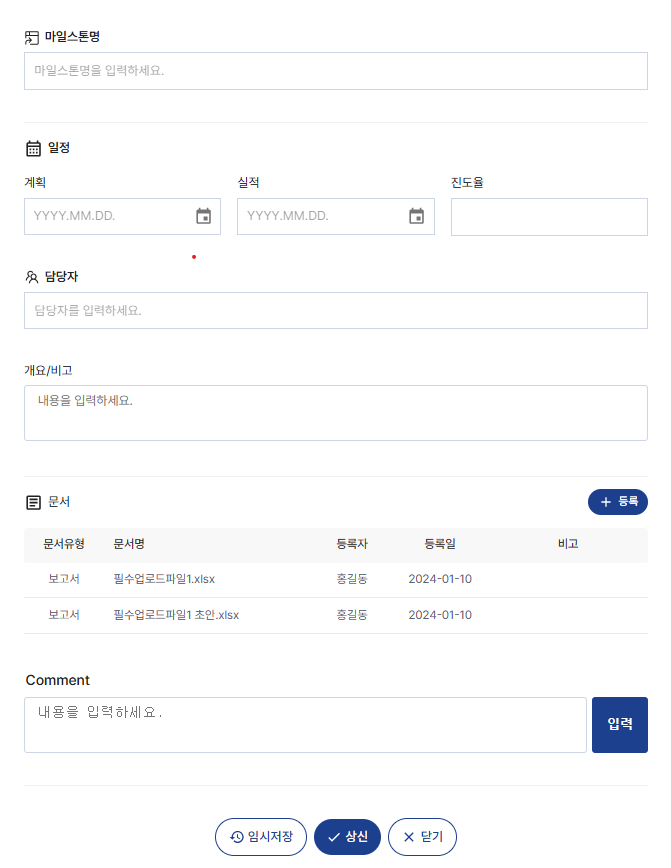 마일스톤명
마일스톤명을 입력하세요.
일정
계획 실적 진도율
YYYY.MM.DD. YYYY.MM.DD.
담당자
담당자를 입력하세요.
개요/비고
내용을 입력하세요.
문서 + 등록
문서유형 문서명 등록자 등록일 비고
보고서 필수업로드파일1.xlsx 홍길동 2024-01-10
보고서 필수업로드파일1 초안.xlsx 홍길동 2024-01-10
Comment
내용을 입력하세요. 입력
임시저장 상신 닫기